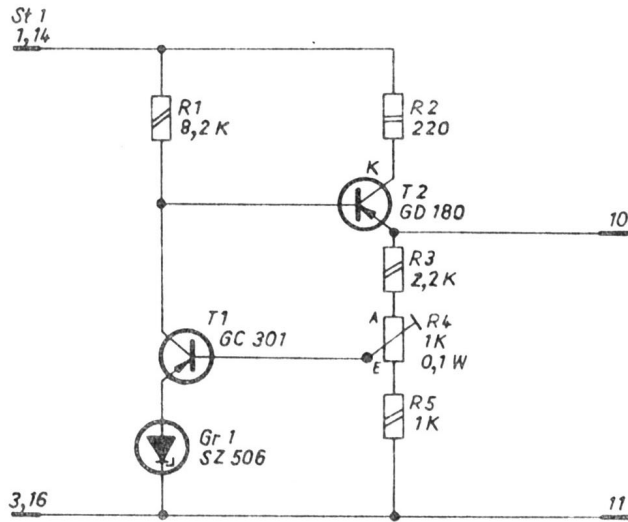 St 1
1,14
R1
8,2 K
R2
220
K
T2
GD 180
10
R3
2,2 K
A
R4
1K
0,1 W
E
T1
GC 301
R5
1K
Gr 1
SZ 506
3,16
11